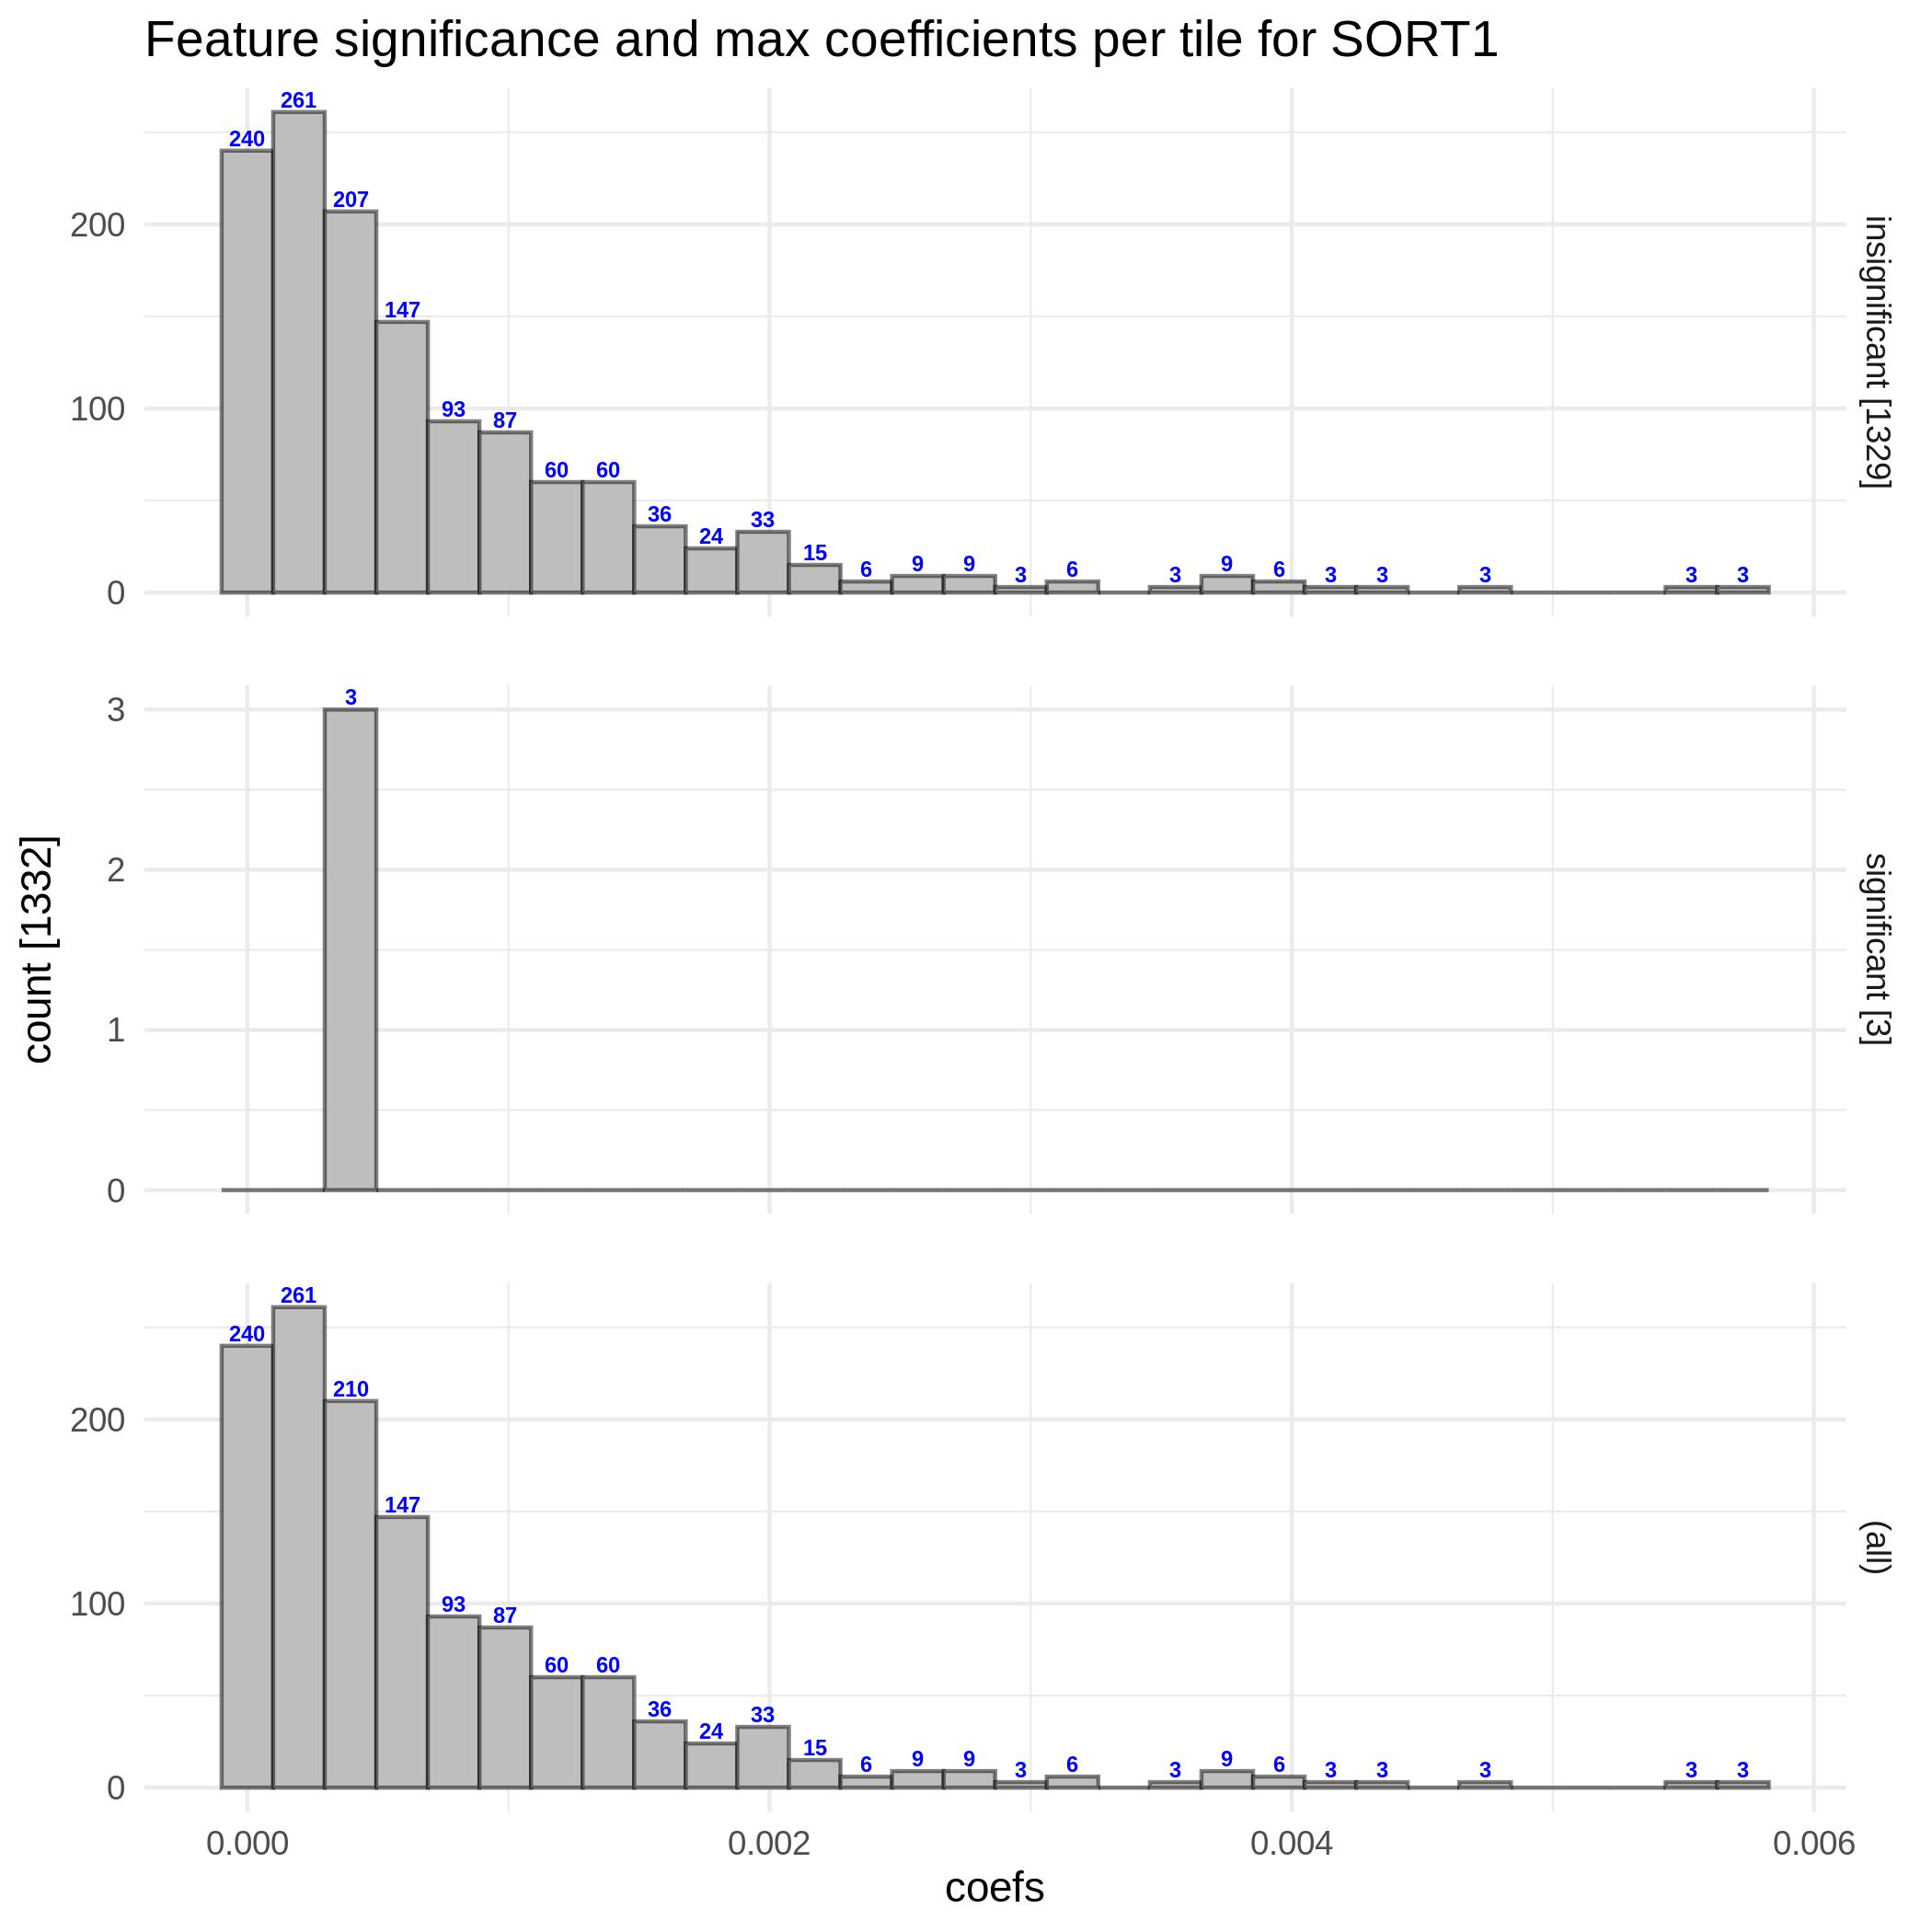 Feature significance and max coefficients per tile for SORT1
240 261 207 147 93 87 60 60 36 24 33 15 6 9 9 3 6 3 9 6 3 3 3 3 3
200
100
0
insignificant [1329]
3
3
2
1
0
significant [3]
count [1332]
240 261 210 147 93 87 60 60 36 24 33 15 6 9 9 3 6 3 9 6 3 3 3 3 3
200
100
0
(all)
0.000 0.002 0.004 0.006
coefs